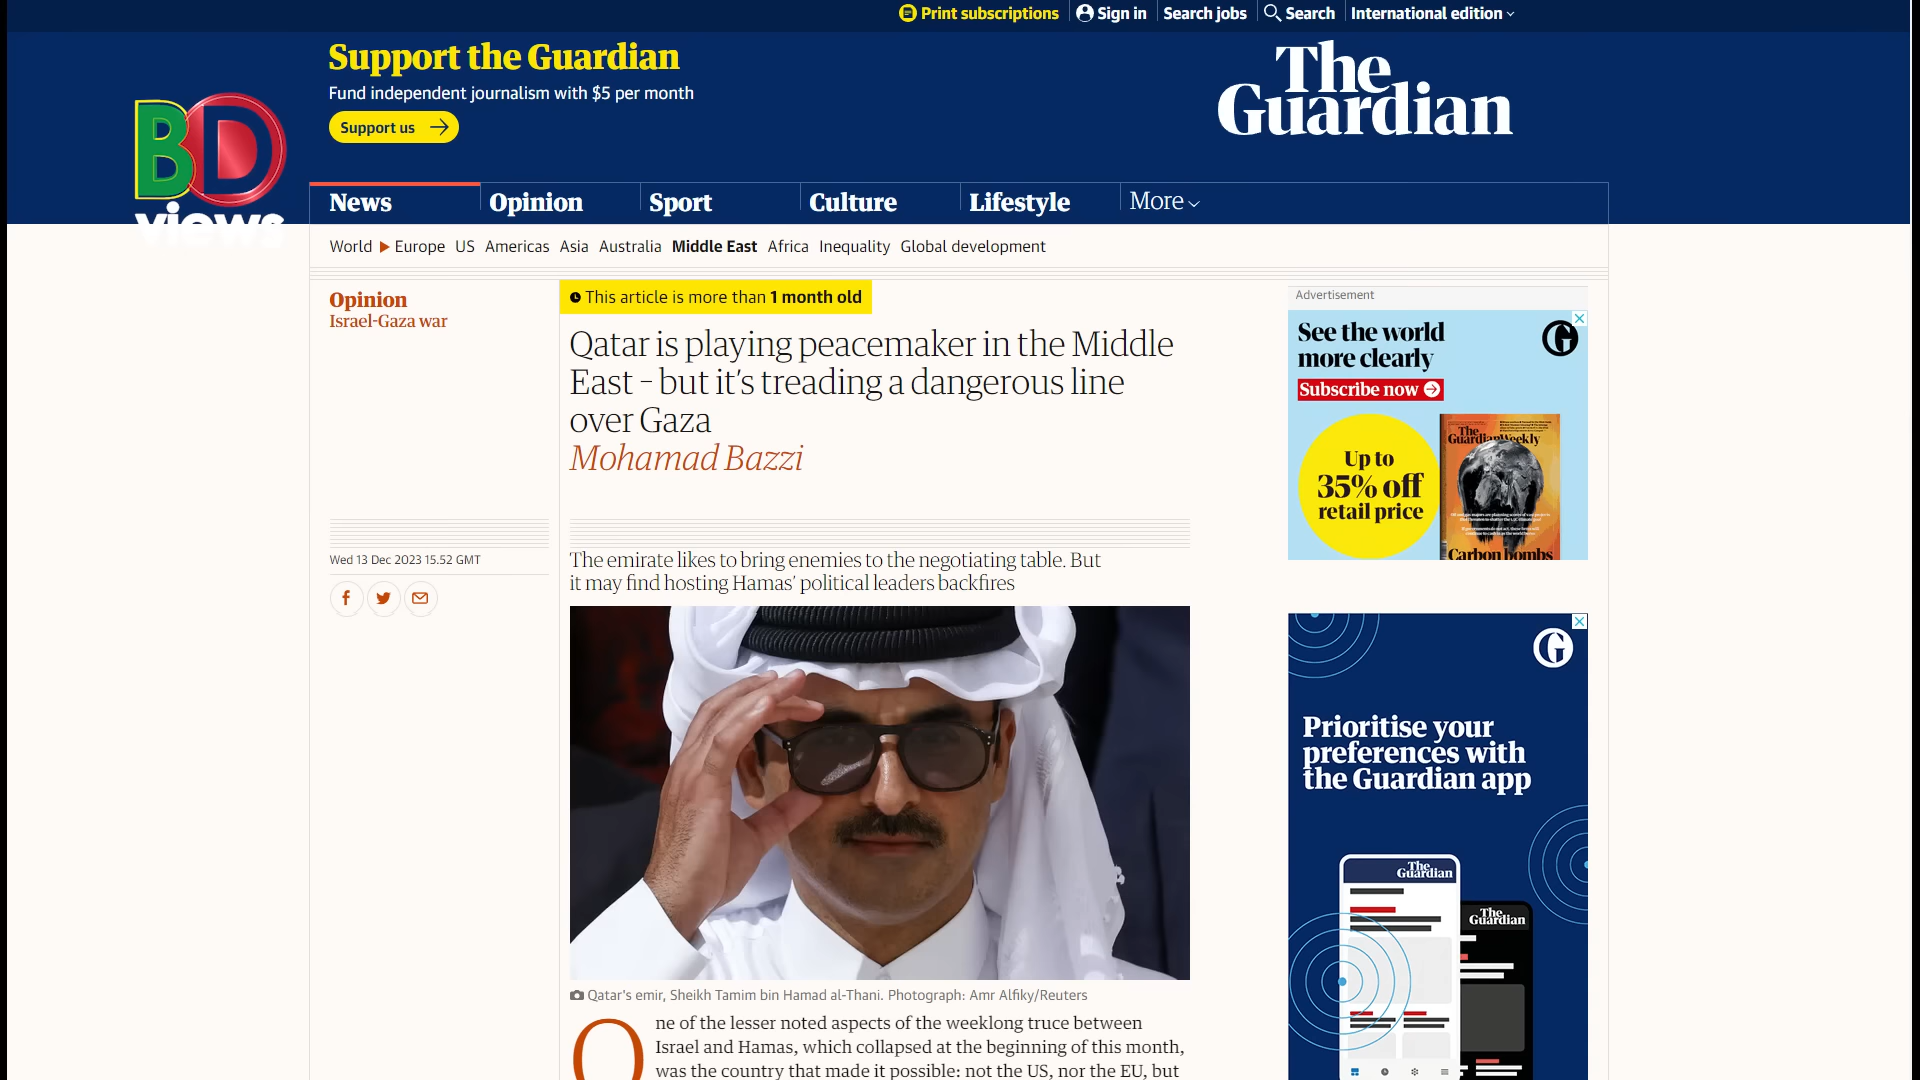 Print subscriptions
Sign in
Search jobs
Search
International edition
Support the Guardian
Fund independent journalism with $5 per month
Support us
The
Guardian
BD
views
News
Opinion
Sport
Culture
Lifestyle
More
World
Europe
US
Americas
Asia
Australia
Middle East
Africa
Inequality
Global development
Opinion
Israel-Gaza war
This article is more than 1 month old
Qatar is playing peacemaker in the Middle
East – but it's treading a dangerous line
over Gaza
Mohamad Bazzi
Wed 13 Dec 2023 15.52 GMT
The emirate likes to bring enemies to the negotiating table. But
it may find hosting Hamas' political leaders backfires
Qatar's emir, Sheikh Tamim bin Hamad al-Thani. Photograph: Amr Alfiky/Reuters
One of the lesser noted aspects of the weeklong truce between
Israel and Hamas, which collapsed at the beginning of this month,
was the country that made it possible: not the US, nor the EU, but
Advertisement
See the world
more clearly
Subscribe now
Up to
35% off
retail price
The
Guardian Weekly
Carbon bombs
Prioritise your
preferences with
the Guardian app
The
Guardian
The
Guardian